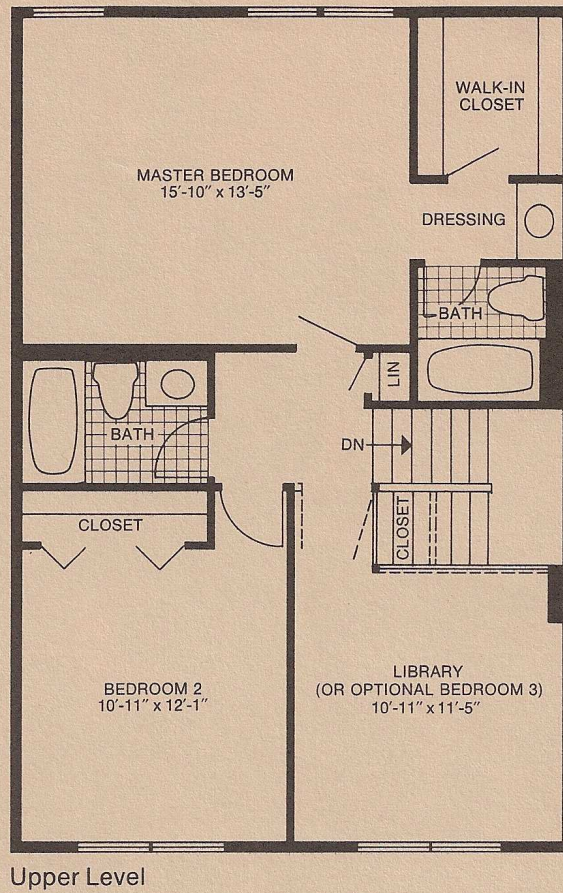 WALK-IN
CLOSET
MASTER BEDROOM
15'-10" x 13'-5"
DRESSING
BATH
LIN
BATH
DN
CLOSET
CLOSET
LIBRARY
(OR OPTIONAL BEDROOM 3)
10'-11" x 11'-5"
BEDROOM 2
10'-11" x 12'-1"
Upper Level